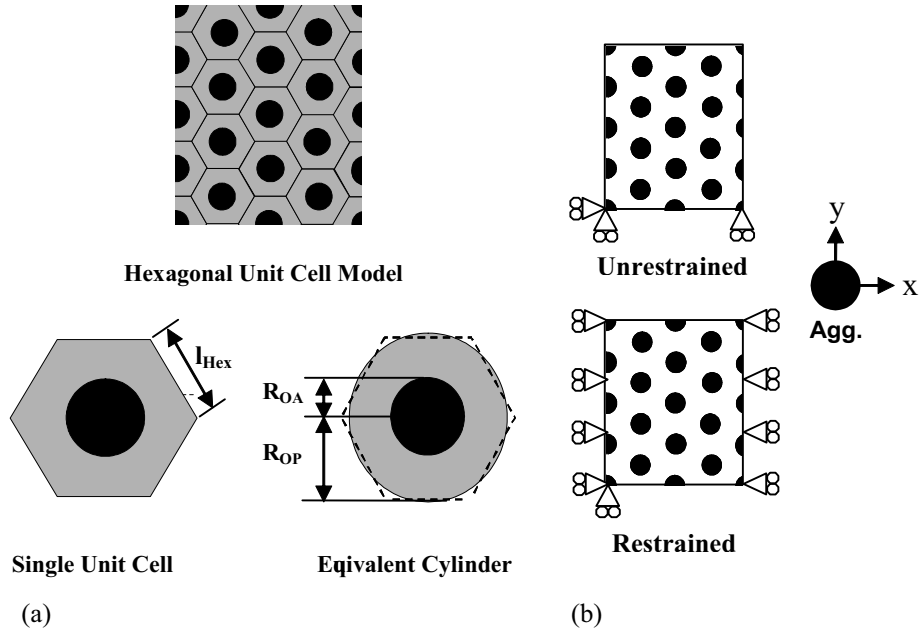 Hexagonal Unit Cell Model
l_Hex
R_OA
R_OP
Single Unit Cell
Eqivalent Cylinder
(a)
Unrestrained
y
x
Agg.
Restrained
(b)